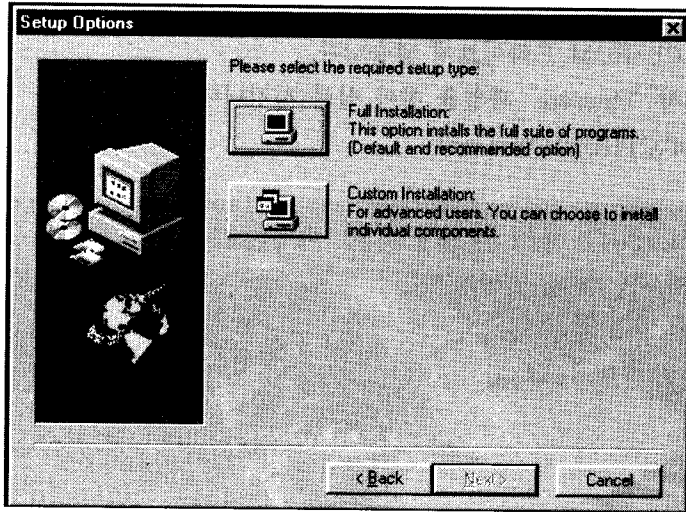 Setup Options
Please select the required setup type:
Full Installation:
This option installs the full suite of programs.
(Default and recommended option)
Custom Installation:
For advanced users. You can choose to install
individual components.
< Back
Next >
Cancel